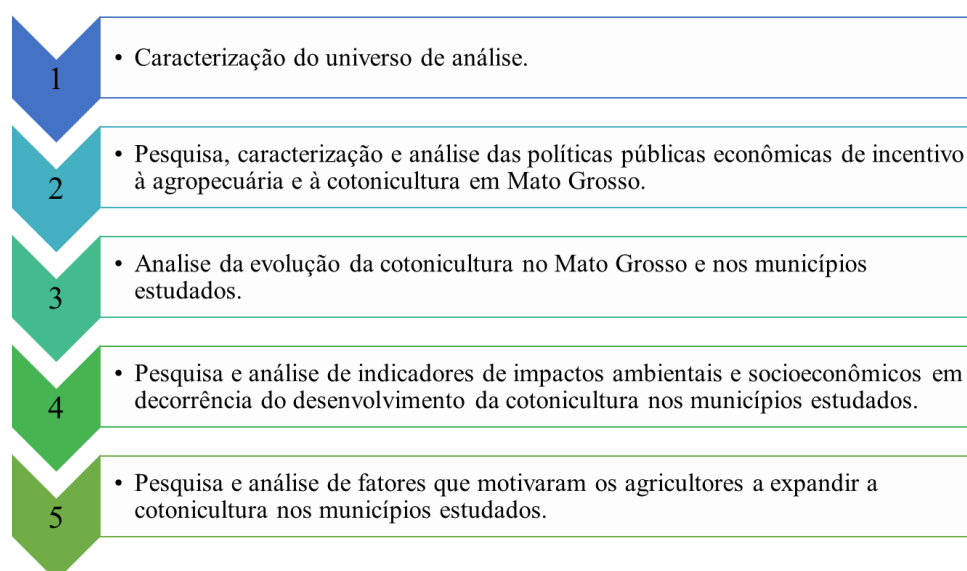 1
• Caracterização do universo de análise.
2
• Pesquisa, caracterização e análise das políticas públicas econômicas de incentivo
à agropecuária e à cotonicultura em Mato Grosso.
3
• Analise da evolução da cotonicultura no Mato Grosso e nos municípios
estudados.
4
• Pesquisa e análise de indicadores de impactos ambientais e socioeconômicos em
decorrência do desenvolvimento da cotonicultura nos municípios estudados.
5
• Pesquisa e análise de fatores que motivaram os agricultores a expandir a
cotonicultura nos municípios estudados.